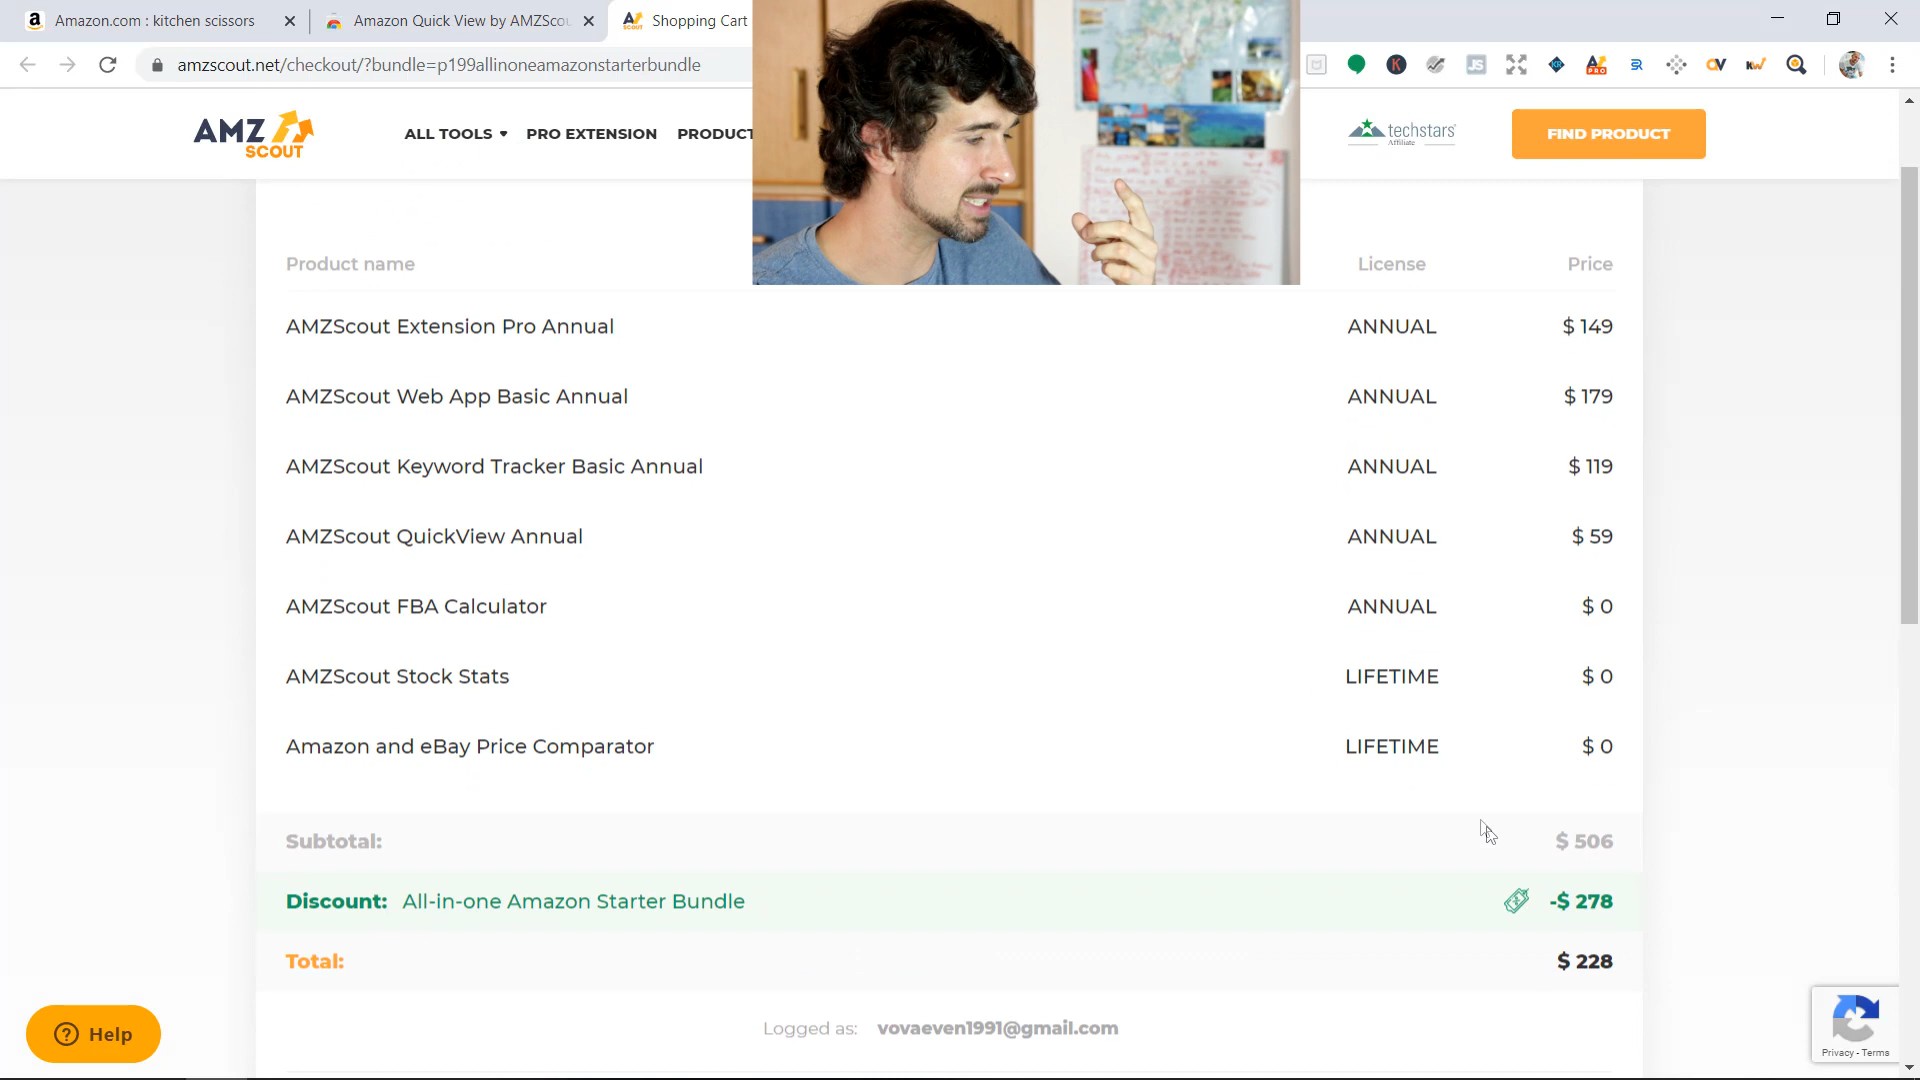 Amazon.com : kitchen scissors
Amazon Quick View by AMZSco
Shopping Cart
amzscout.net/checkout/?bundle=p199allinoneamazonstarterbundle
AMZ SCOUT
ALL TOOLS
PRO EXTENSION
PRODUCT
techstars
Affiliate
FIND PRODUCT
Product name License Price
AMZScout Extension Pro Annual ANNUAL $ 149
AMZScout Web App Basic Annual ANNUAL $ 179
AMZScout Keyword Tracker Basic Annual ANNUAL $ 119
AMZScout QuickView Annual ANNUAL $ 59
AMZScout FBA Calculator ANNUAL $ 0
AMZScout Stock Stats LIFETIME $ 0
Amazon and eBay Price Comparator LIFETIME $ 0
Subtotal: $ 506
Discount: All-in-one Amazon Starter Bundle -$ 278
Total: $ 228
Logged as: vovaeven1991@gmail.com
Help
Privacy - Terms